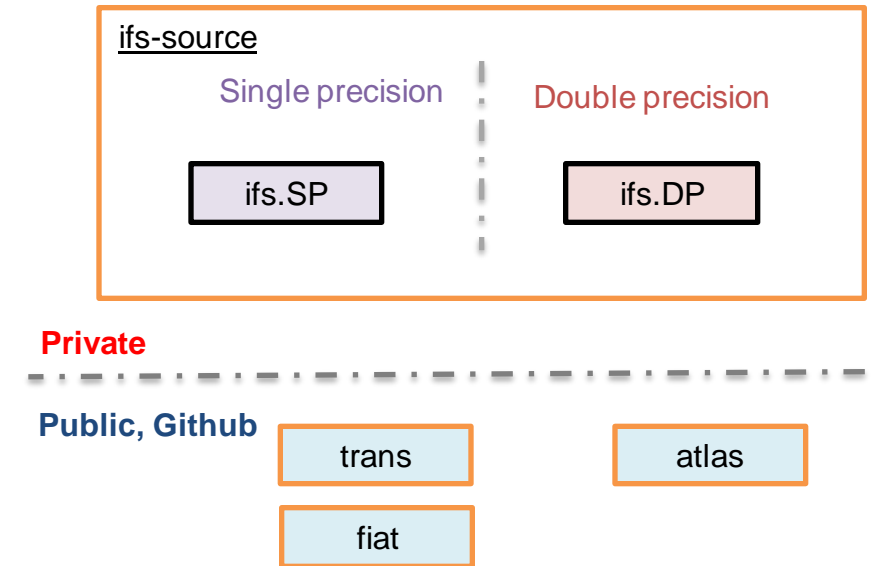 ifs-source
Single precision
Double precision
ifs.SP
ifs.DP
Private
Public, Github
trans
atlas
fiat